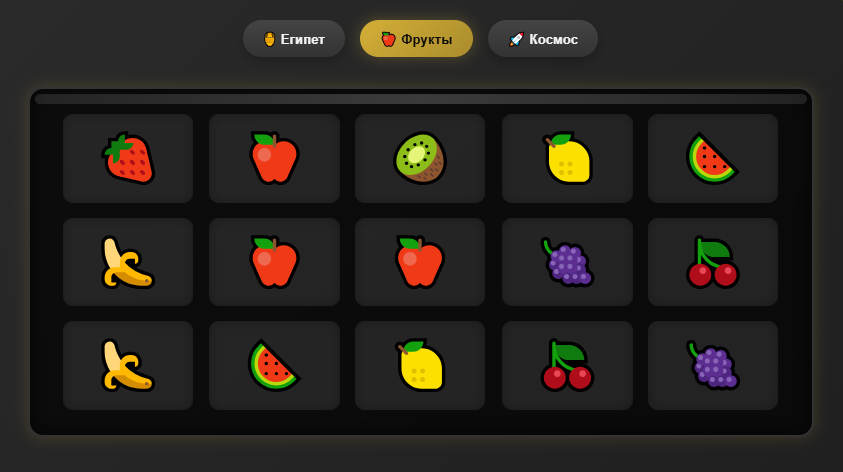 Египет
Фрукты
Космос